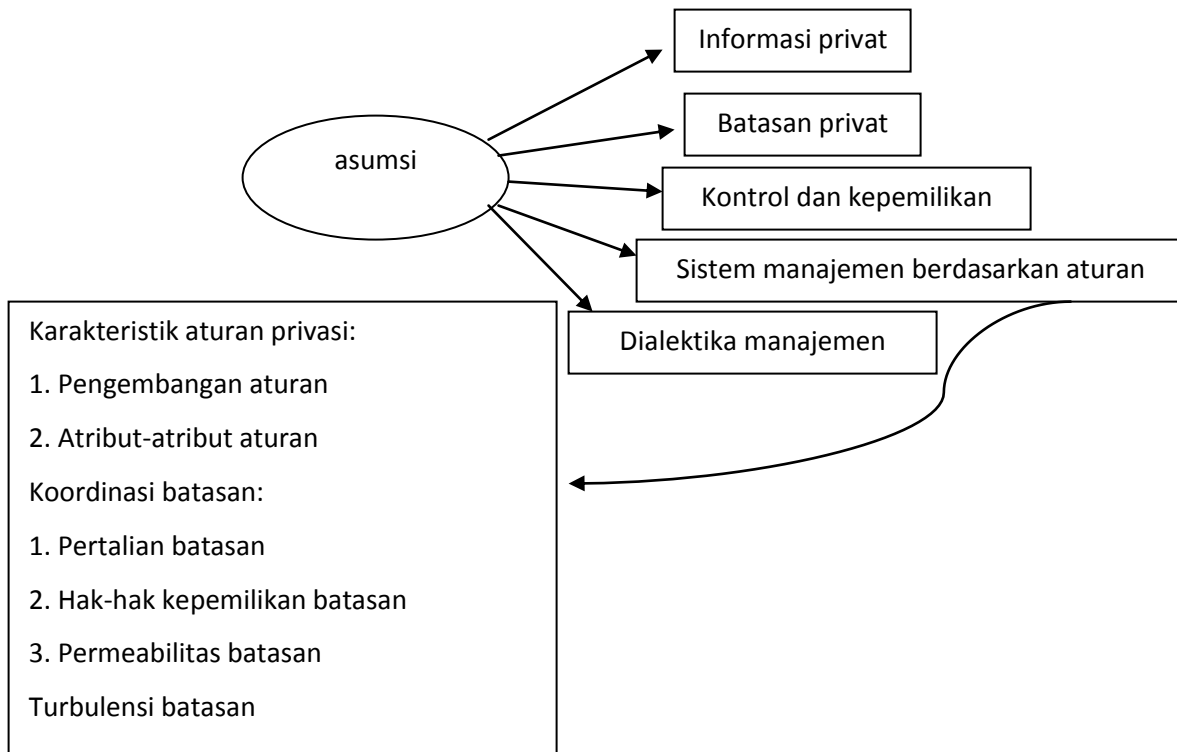 Informasi privat
Batasan privat
asumsi
Kontrol dan kepemilikan
Sistem manajemen berdasarkan aturan
Dialektika manajemen
Karakteristik aturan privasi:
1. Pengembangan aturan
2. Atribut-atribut aturan
Koordinasi batasan:
1. Pertalian batasan
2. Hak-hak kepemilikan batasan
3. Permeabilitas batasan
Turbulensi batasan